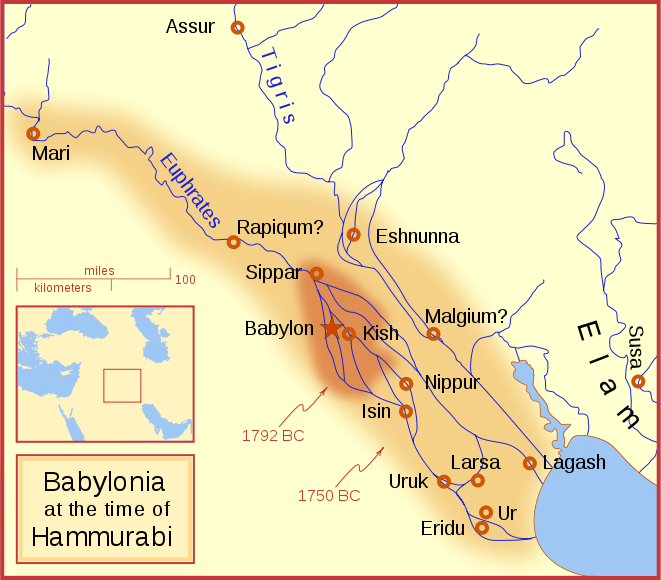 Assur
Tigris
Mari
Euphrates
Rapiqum?
Eshnunna
Sippar
miles
kilometers
100
Malgium?
Babylon
Kish
Elam
Susa
Nippur
Isin
1792 BC
Larsa
Lagash
Uruk
1750 BC
Ur
Eridu
Babylonia
at the time of
Hammurabi